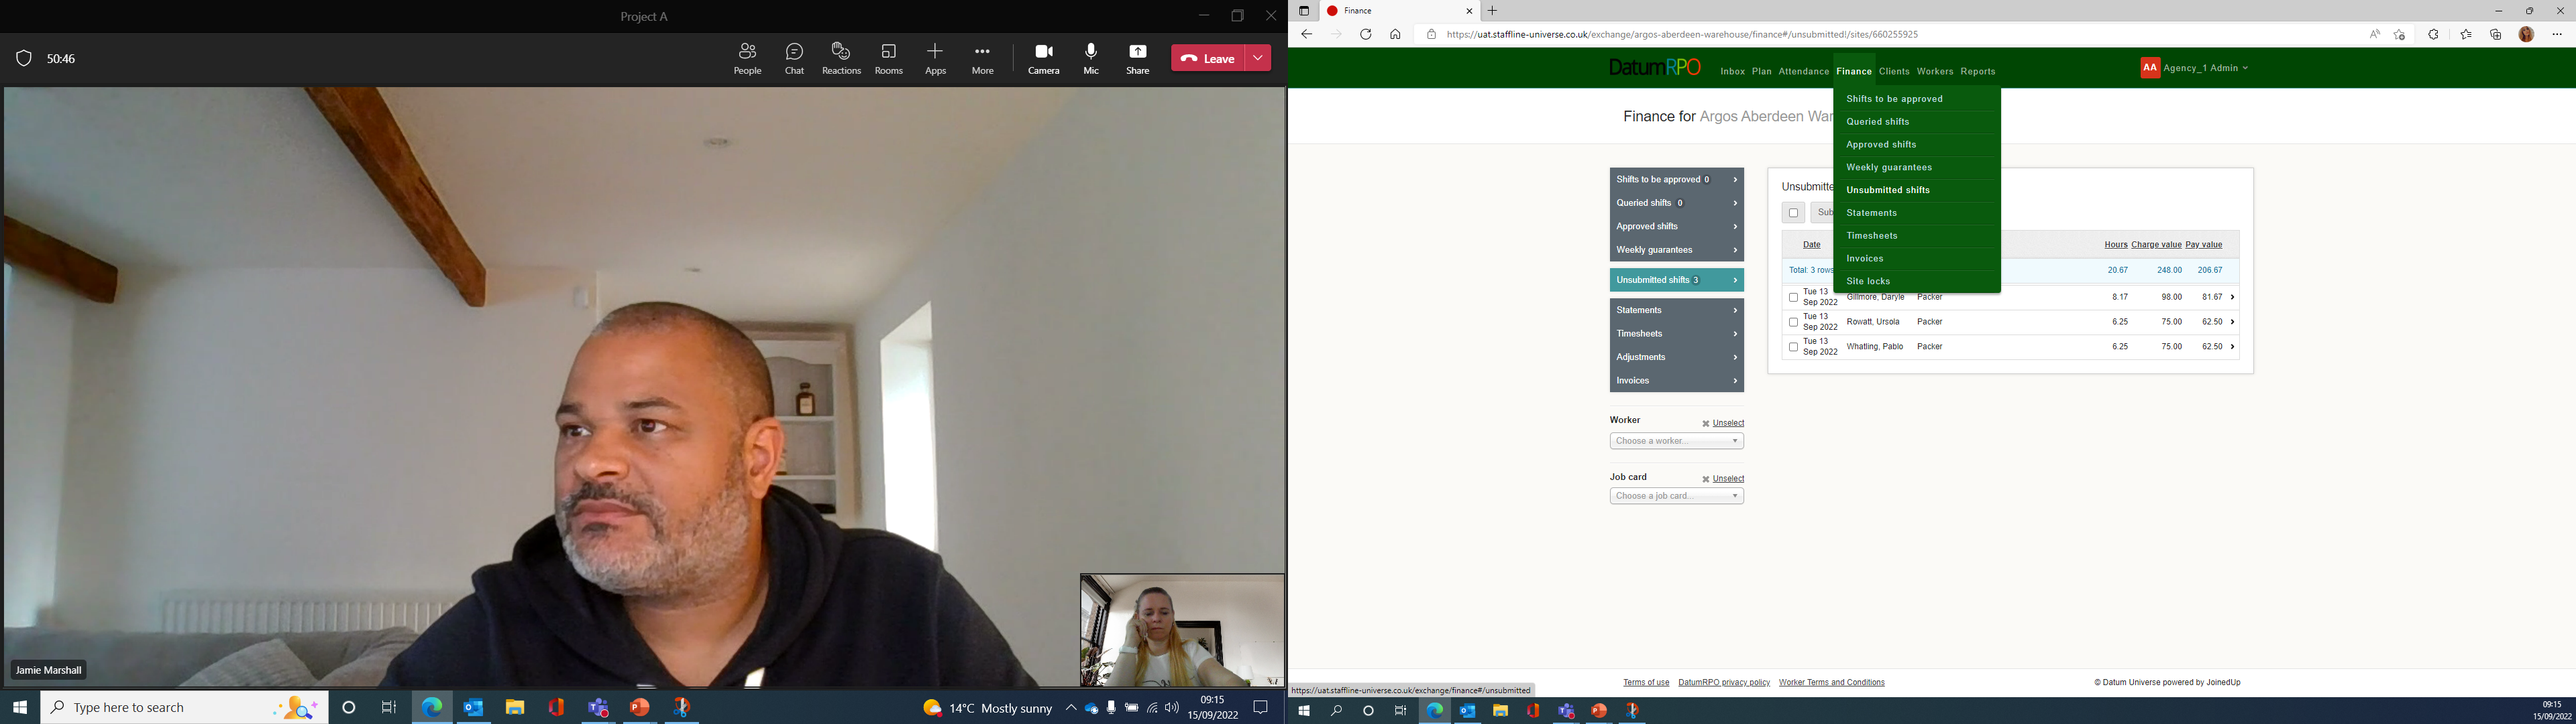 Project A
50:46
People
Chat
Reactions
Rooms
Apps
More
Camera
Mic
Share
Leave
Jamie Marshall
Type here to search
14°C Mostly sunny
09:15
15/09/2022
Finance
https://uat.staffline-universe.co.uk/exchange/argos-aberdeen-warehouse/finance#/unsubmitted!/sites/660255925
DatumRPO
Inbox Plan Attendance Finance Clients Workers Reports
AA Agency_1 Admin
Shifts to be approved
Queried shifts
Approved shifts
Weekly guarantees
Unsubmitted shifts
Statements
Timesheets
Invoices
Site locks
Finance for Argos Aberdeen War
Shifts to be approved 0
Queried shifts 0
Approved shifts
Weekly guarantees
Unsubmitted shifts 3
Statements
Timesheets
Adjustments
Invoices
Worker
Unselect
Choose a worker...
Job card
Unselect
Choose a job card...
Unsubmitte
Sub
Date Hours Charge value Pay value
Total: 3 rows 20.67 248.00 206.67
Tue 13
Sep 2022 Gillmore, Daryle Packer 8.17 98.00 81.67
Tue 13
Sep 2022 Rowatt, Ursola Packer 6.25 75.00 62.50
Tue 13
Sep 2022 Whatling, Pablo Packer 6.25 75.00 62.50
Terms of use DatumRPO privacy policy Worker Terms and Conditions
© Datum Universe powered by JoinedUp
https://uat.staffline-universe.co.uk/exchange/finance#/unsubmitted
09:15
15/09/2022